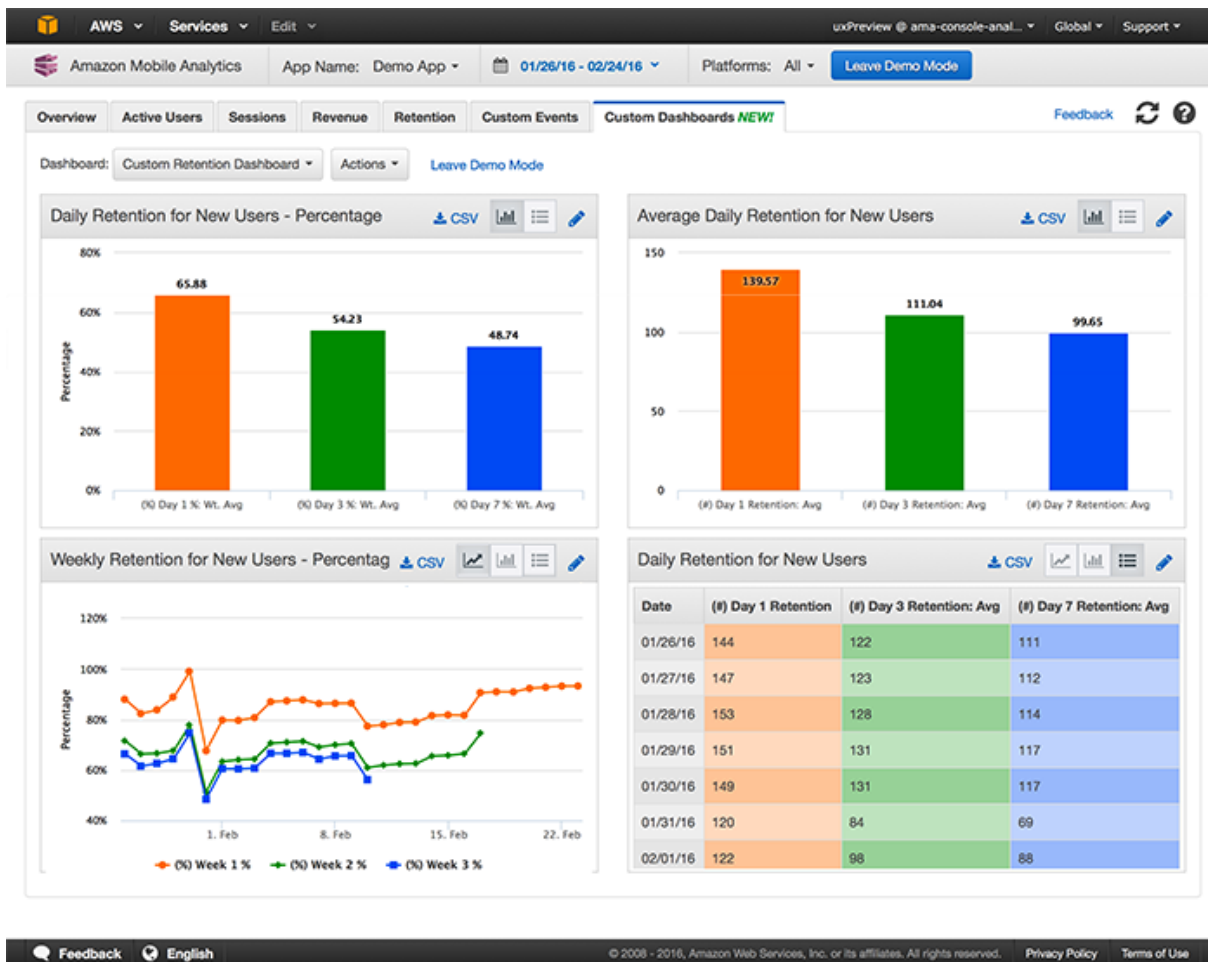 AWS Services Edit uxPreview @ ama-console-anal... Global Support
Amazon Mobile Analytics App Name: Demo App 01/26/16 - 02/24/16 Platforms: All Leave Demo Mode
Overview Active Users Sessions Revenue Retention Custom Events Custom Dashboards NEW! Feedback
Dashboard: Custom Retention Dashboard Actions Leave Demo Mode
Daily Retention for New Users - Percentage CSV
80%
60%
40%
20%
0%
Percentage
65.88
54.23
48.74
(%) Day 1 %: Wt. Avg (%) Day 3 %: Wt. Avg (%) Day 7 %: Wt. Avg
Average Daily Retention for New Users CSV
150
100
50
0
139.57
111.04
99.65
(#) Day 1 Retention: Avg (#) Day 3 Retention: Avg (#) Day 7 Retention: Avg
Weekly Retention for New Users - Percentag CSV
120%
100%
80%
60%
40%
Percentage
1. Feb 8. Feb 15. Feb 22. Feb
(%) Week 1 % (%) Week 2 % (%) Week 3 %
Daily Retention for New Users CSV
Date (#) Day 1 Retention (#) Day 3 Retention: Avg (#) Day 7 Retention: Avg
01/26/16 144 122 111
01/27/16 147 123 112
01/28/16 153 128 114
01/29/16 151 131 117
01/30/16 149 131 117
01/31/16 120 84 69
02/01/16 122 98 88
Feedback English © 2008 - 2016, Amazon Web Services, Inc. or its affiliates. All rights reserved. Privacy Policy Terms of Use